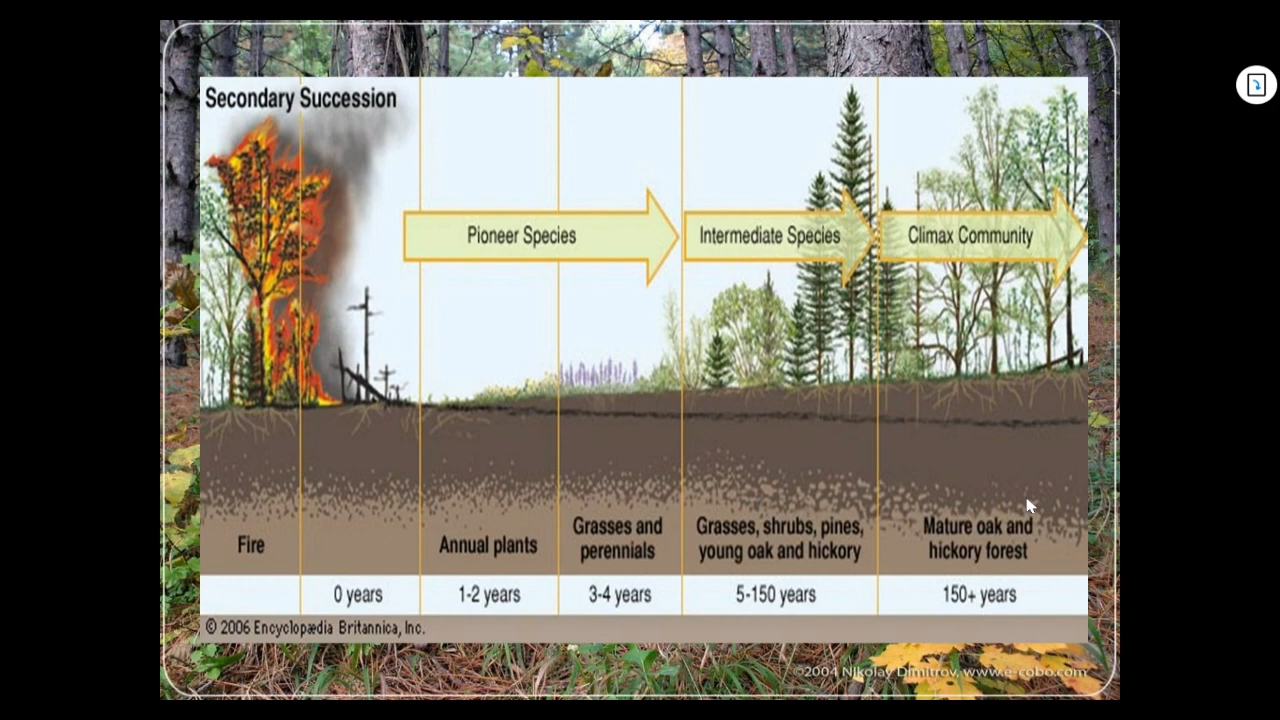 Secondary Succession
Pioneer Species
Intermediate Species
Climax Community
Fire
Annual plants
Grasses and
perennials
Grasses, shrubs, pines,
young oak and hickory
Mature oak and
hickory forest
0 years
1-2 years
3-4 years
5-150 years
150+ years
© 2006 Encyclopædia Britannica, Inc.
©2004 Nikolay Dimitrov, www.e-cobo.com